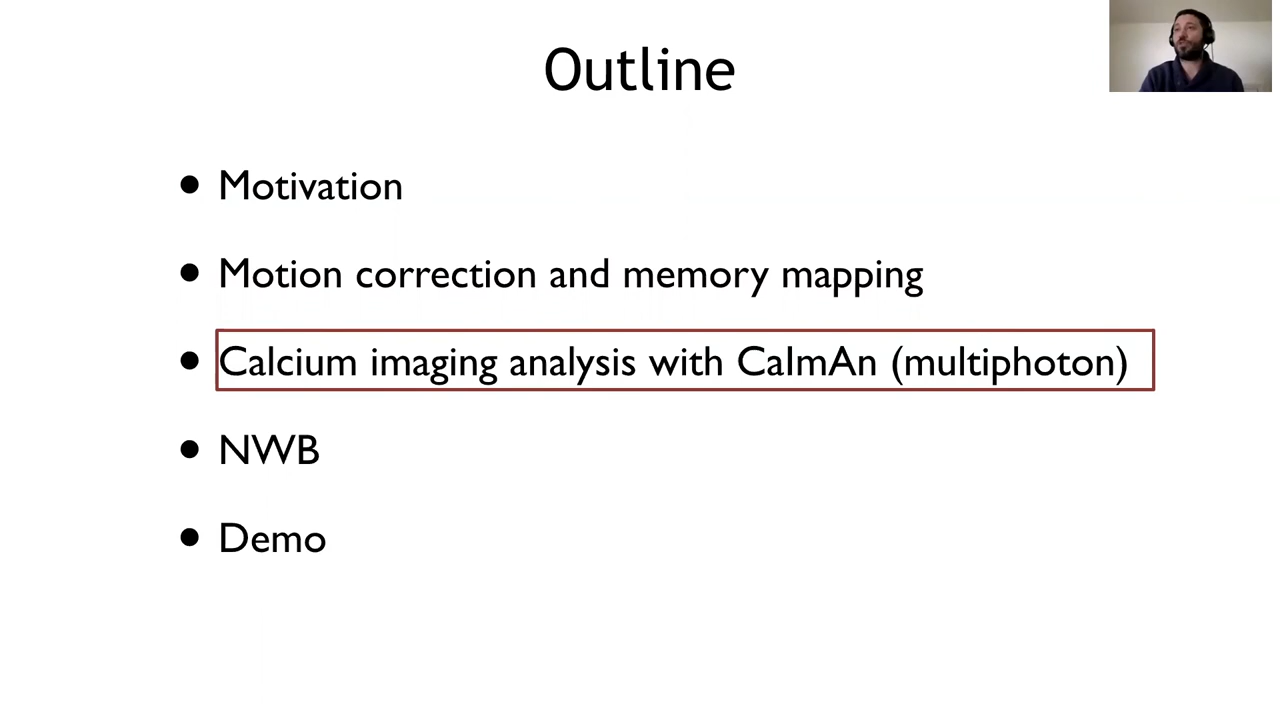 Outline
• Motivation
• Motion correction and memory mapping
• Calcium imaging analysis with CaImAn (multiphoton)
• NWB
• Demo